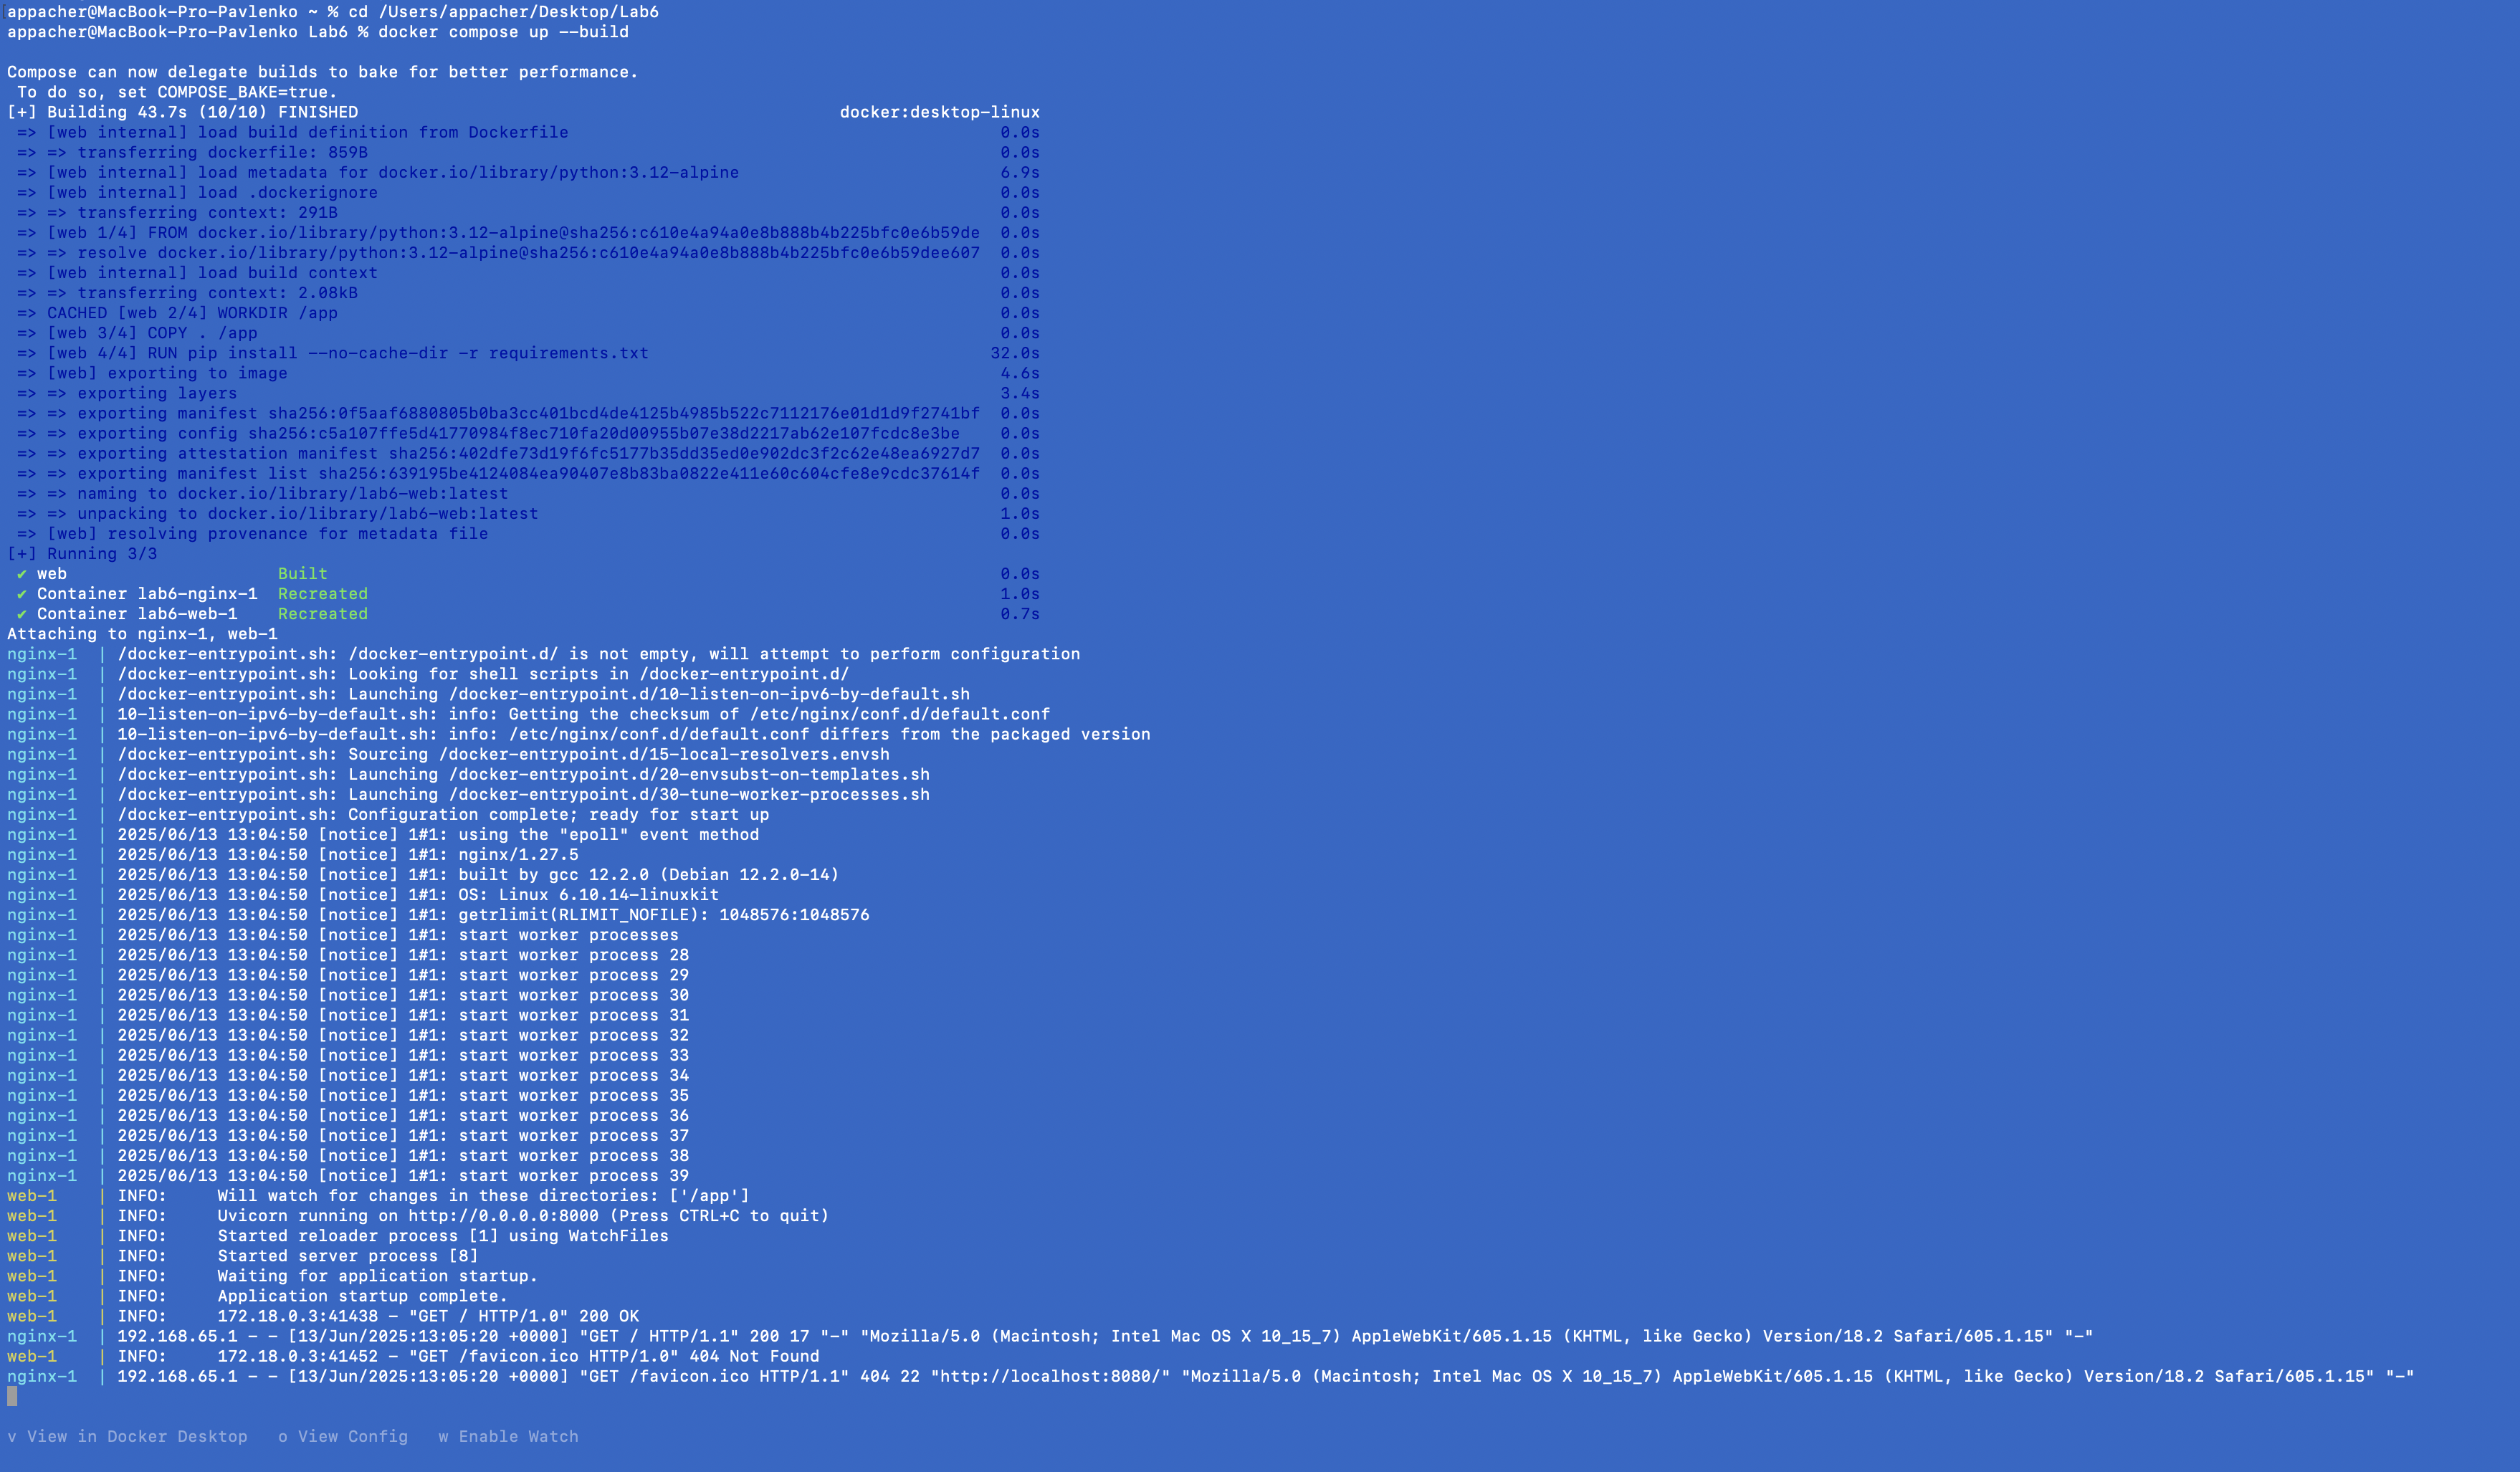 appacher@MacBook-Pro-Pavlenko ~ % cd /Users/appacher/Desktop/Lab6
appacher@MacBook-Pro-Pavlenko Lab6 % docker compose up --build
Compose can now delegate builds to bake for better performance.
 To do so, set COMPOSE_BAKE=true.
[+] Building 43.7s (10/10) FINISHED docker:desktop-linux
 => [web internal] load build definition from Dockerfile 0.0s
 => => transferring dockerfile: 859B 0.0s
 => [web internal] load metadata for docker.io/library/python:3.12-alpine 6.9s
 => [web internal] load .dockerignore 0.0s
 => => transferring context: 291B 0.0s
 => [web 1/4] FROM docker.io/library/python:3.12-alpine@sha256:c610e4a94a0e8b888b4b225bfc0e6b59de 0.0s
 => => resolve docker.io/library/python:3.12-alpine@sha256:c610e4a94a0e8b888b4b225bfc0e6b59dee607 0.0s
 => [web internal] load build context 0.0s
 => => transferring context: 2.08kB 0.0s
 => CACHED [web 2/4] WORKDIR /app
 => [web 3/4] COPY . /app 0.0s
 => [web 4/4] RUN pip install --no-cache-dir -r requirements.txt 32.0s
 => [web] exporting to image 4.6s
 => => exporting layers 3.4s
 => => exporting manifest sha256:0f5aaf6880805b0ba3cc401bcd4de4125b4985b522c7112176e01d1d9f2741bf 0.0s
 => => exporting config sha256:c5a107ffe5d41770984f8ec710fa20d00955b07e38d2217ab62e107fcdc8e3be 0.0s
 => => exporting attestation manifest sha256:402dfe73d19f6fc5177b35dd35ed0e902dc3f2c62e48ea6927d7 0.0s
 => => exporting manifest list sha256:639195be4124084ea90407e8b83ba0822e411e60c604cfe8e9cdc37614f 0.0s
 => => naming to docker.io/library/lab6-web:latest 0.0s
 => => unpacking to docker.io/library/lab6-web:latest 1.0s
 => [web] resolving provenance for metadata file 0.0s
[+] Running 3/3
 ✔ web Built 0.0s
 ✔ Container lab6-nginx-1 Recreated 1.0s
 ✔ Container lab6-web-1 Recreated 0.7s
Attaching to nginx-1, web-1
nginx-1 | /docker-entrypoint.sh: /docker-entrypoint.d/ is not empty, will attempt to perform configuration
nginx-1 | /docker-entrypoint.sh: Looking for shell scripts in /docker-entrypoint.d/
nginx-1 | /docker-entrypoint.sh: Launching /docker-entrypoint.d/10-listen-on-ipv6-by-default.sh
nginx-1 | 10-listen-on-ipv6-by-default.sh: info: Getting the checksum of /etc/nginx/conf.d/default.conf
nginx-1 | 10-listen-on-ipv6-by-default.sh: info: /etc/nginx/conf.d/default.conf differs from the packaged version
nginx-1 | /docker-entrypoint.sh: Sourcing /docker-entrypoint.d/15-local-resolvers.envsh
nginx-1 | /docker-entrypoint.sh: Launching /docker-entrypoint.d/20-envsubst-on-templates.sh
nginx-1 | /docker-entrypoint.sh: Launching /docker-entrypoint.d/30-tune-worker-processes.sh
nginx-1 | /docker-entrypoint.sh: Configuration complete; ready for start up
nginx-1 | 2025/06/13 13:04:50 [notice] 1#1: using the "epoll" event method
nginx-1 | 2025/06/13 13:04:50 [notice] 1#1: nginx/1.27.5
nginx-1 | 2025/06/13 13:04:50 [notice] 1#1: built by gcc 12.2.0 (Debian 12.2.0-14)
nginx-1 | 2025/06/13 13:04:50 [notice] 1#1: OS: Linux 6.10.14-linuxkit
nginx-1 | 2025/06/13 13:04:50 [notice] 1#1: getrlimit(RLIMIT_NOFILE): 1048576:1048576
nginx-1 | 2025/06/13 13:04:50 [notice] 1#1: start worker processes
nginx-1 | 2025/06/13 13:04:50 [notice] 1#1: start worker process 28
nginx-1 | 2025/06/13 13:04:50 [notice] 1#1: start worker process 29
nginx-1 | 2025/06/13 13:04:50 [notice] 1#1: start worker process 30
nginx-1 | 2025/06/13 13:04:50 [notice] 1#1: start worker process 31
nginx-1 | 2025/06/13 13:04:50 [notice] 1#1: start worker process 32
nginx-1 | 2025/06/13 13:04:50 [notice] 1#1: start worker process 33
nginx-1 | 2025/06/13 13:04:50 [notice] 1#1: start worker process 34
nginx-1 | 2025/06/13 13:04:50 [notice] 1#1: start worker process 35
nginx-1 | 2025/06/13 13:04:50 [notice] 1#1: start worker process 36
nginx-1 | 2025/06/13 13:04:50 [notice] 1#1: start worker process 37
nginx-1 | 2025/06/13 13:04:50 [notice] 1#1: start worker process 38
nginx-1 | 2025/06/13 13:04:50 [notice] 1#1: start worker process 39
web-1 | INFO: Will watch for changes in these directories: ['/app']
web-1 | INFO: Uvicorn running on http://0.0.0.0:8000 (Press CTRL+C to quit)
web-1 | INFO: Started reloader process [1] using WatchFiles
web-1 | INFO: Started server process [8]
web-1 | INFO: Waiting for application startup.
web-1 | INFO: Application startup complete.
web-1 | INFO: 172.18.0.3:41438 - "GET / HTTP/1.0" 200 OK
nginx-1 | 192.168.65.1 - - [13/Jun/2025:13:05:20 +0000] "GET / HTTP/1.1" 200 17 "-" "Mozilla/5.0 (Macintosh; Intel Mac OS X 10_15_7) AppleWebKit/605.1.15 (KHTML, like Gecko) Version/18.2 Safari/605.1.15" "-"
web-1 | INFO: 172.18.0.3:41452 - "GET /favicon.ico HTTP/1.0" 404 Not Found
nginx-1 | 192.168.65.1 - - [13/Jun/2025:13:05:20 +0000] "GET /favicon.ico HTTP/1.1" 404 22 "http://localhost:8080/" "Mozilla/5.0 (Macintosh; Intel Mac OS X 10_15_7) AppleWebKit/605.1.15 (KHTML, like Gecko) Version/18.2 Safari/605.1.15" "-"
v View in Docker Desktop o View Config w Enable Watch